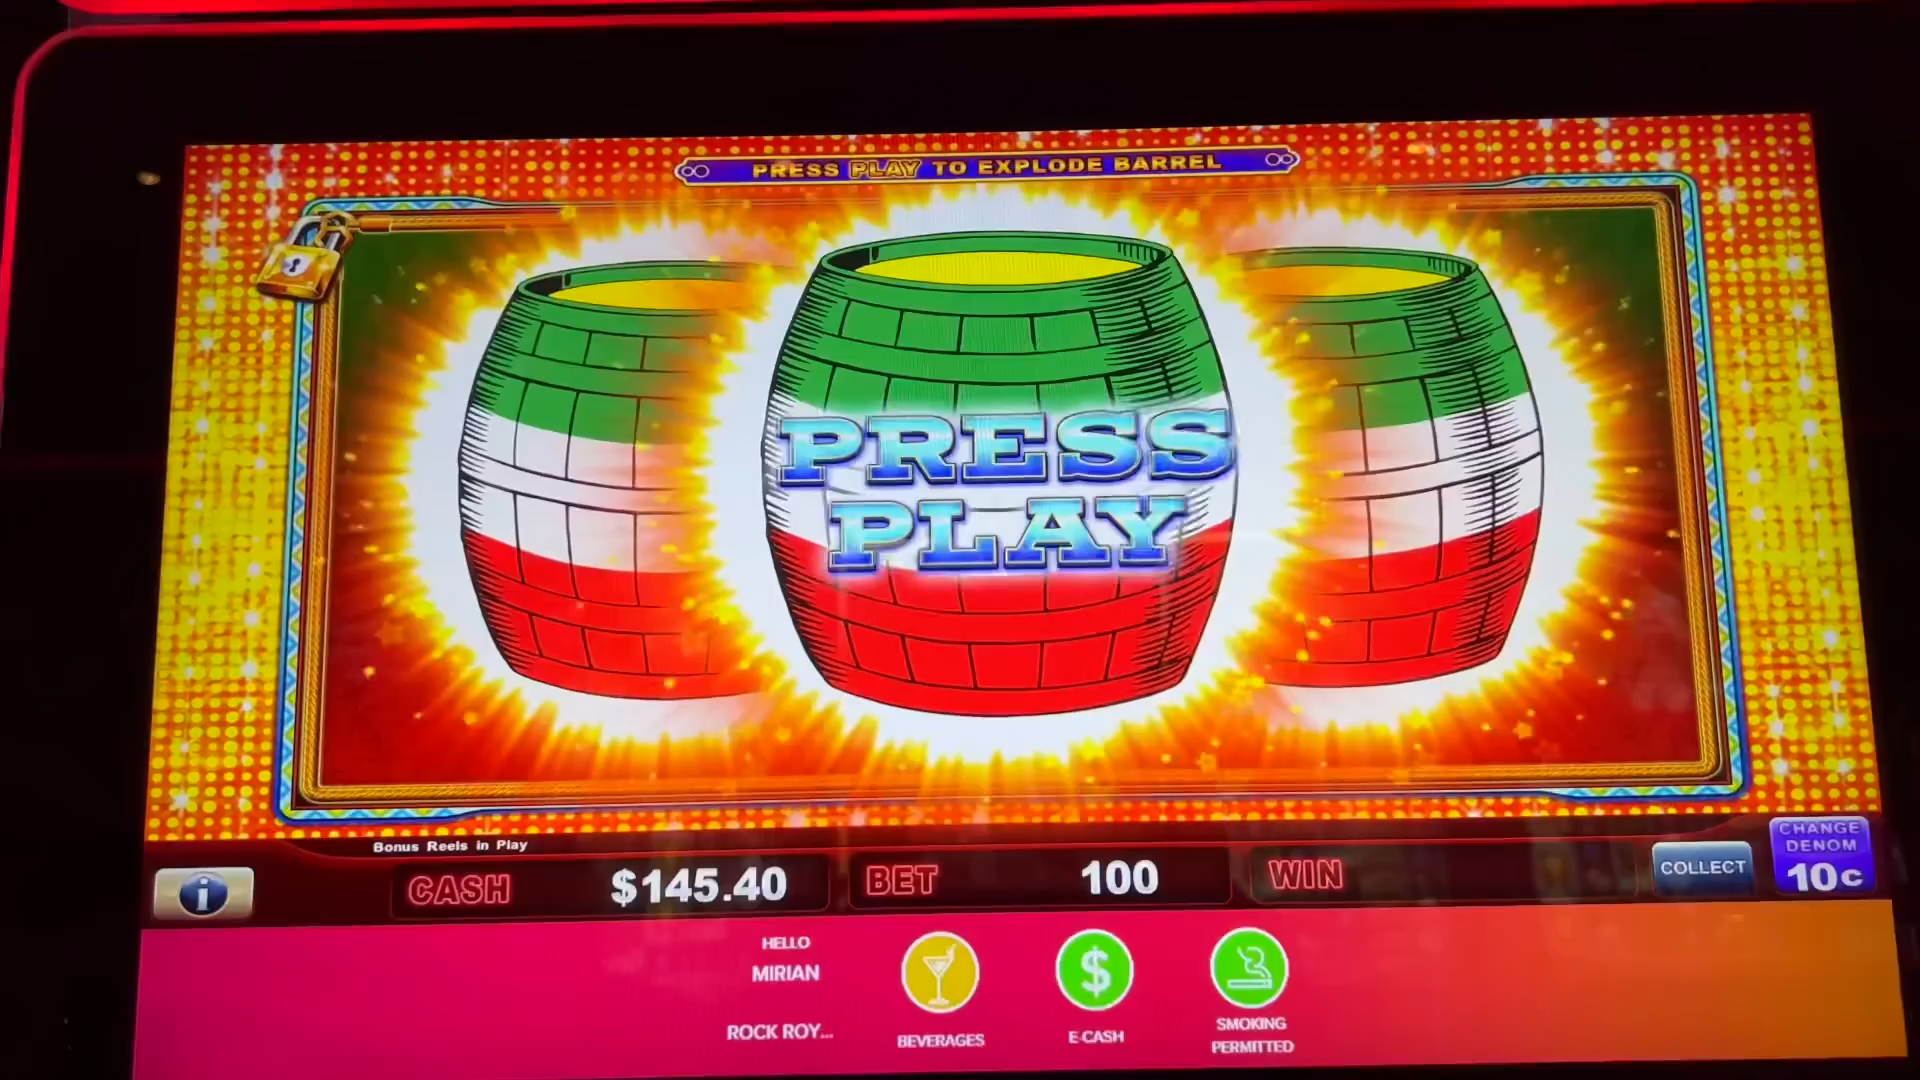 PRESS PLAY TO EXPLODE BARREL
PRESS
PLAY
Bonus Reels in Play
CASH $145.40 BET 100 WIN
COLLECT
CHANGE
DENOM
10¢
HELLO
MIRIAN
ROCK ROY...
BEVERAGES
E-CASH
SMOKING
PERMITTED